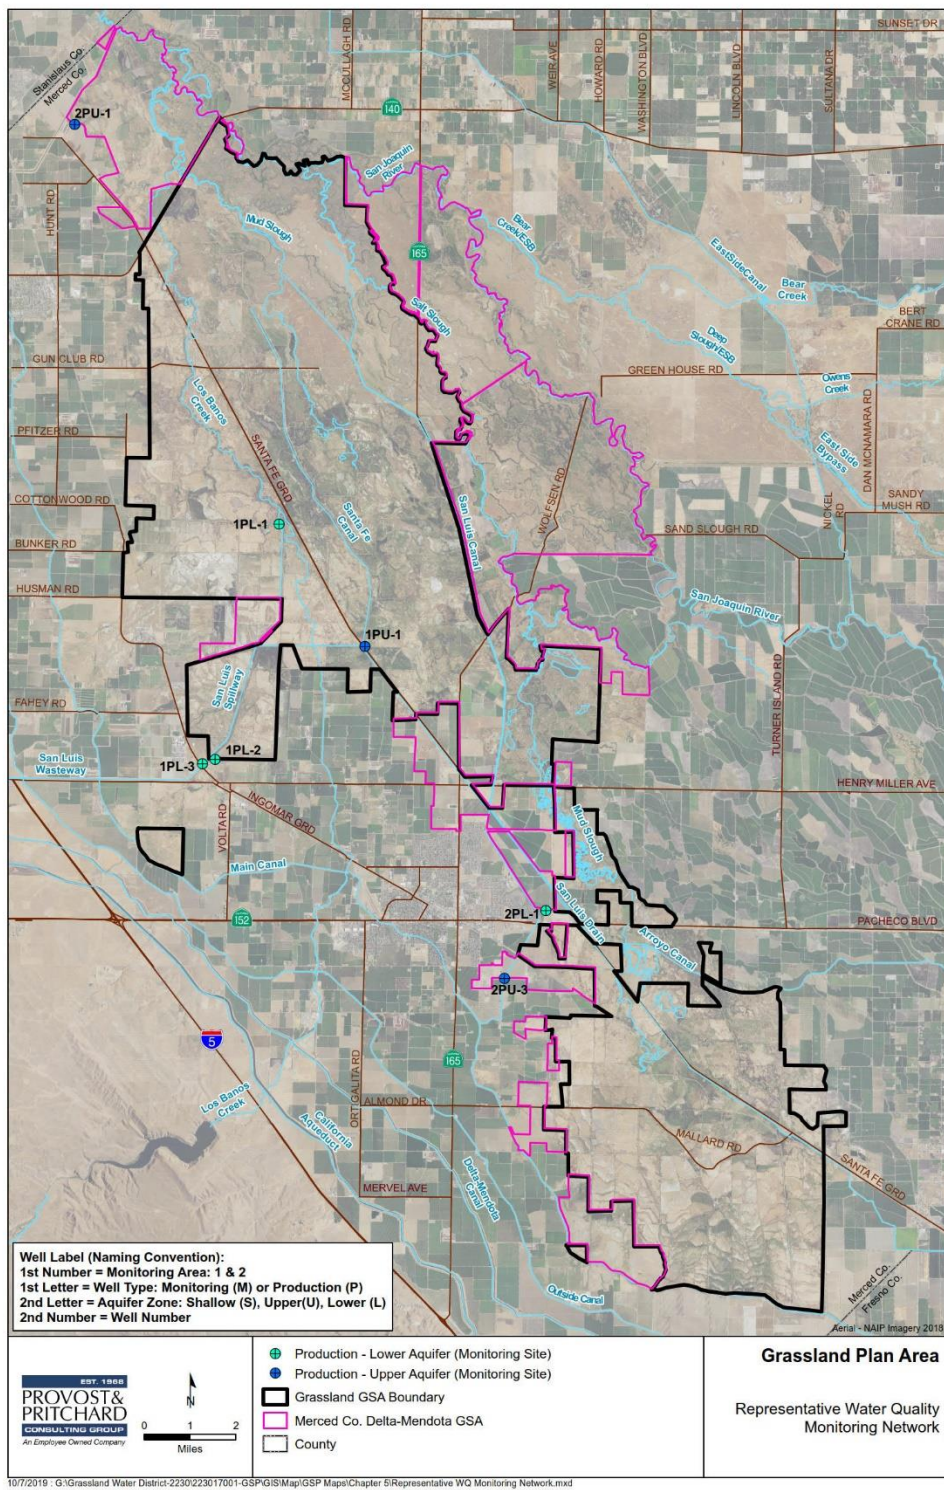 SUNSET DR
MCCULLAGH RD
WEIR AVE
HOWARD RD
WASHINGTON BLVD
LINCOLN BLVD
SULTANA DR
Stanislaus Co.
Merced Co.
140
2PU-1
San Joaquin
River
HUNT RD
Mud Slough
165
Bear
Creek/ESB
EastSideCanal
Bear
Creek
BERT
CRANE RD
Salt Slough
Deep
Slough/ESB
GUN CLUB RD
Los Banos
Creek
GREEN HOUSE RD
Owens
Creek
DAN MCNAMARA RD
PFITZER RD
SANTA FE GRD
East Side
Bypass
COTTONWOOD RD
Santa Fe
Canal
San Luis Canal
WOLFSEN RD
NICKEL
RD
SANDY
MUSH RD
1PL-1
SAND SLOUGH RD
BUNKER RD
HUSMAN RD
San Joaquin River
1PU-1
San Luis
Spillway
TURNER ISLAND RD
FAHEY RD
1PL-2
1PL-3
San Luis
Wasteway
HENRY MILLER AVE
INGOMAR GRD
VOLTA RD
Mud Slough
Main Canal
San Luis Drain
152
2PL-1
PACHECO BLVD
Arroyo Canal
2PU-3
5
165
ORTIGALITA RD
Los Banos
Creek
California
Aqueduct
ALMOND DR
MALLARD RD
Delta-Mendota
Canal
SANTA FE GRD
MERVEL AVE
Outside Canal
Merced Co.
Fresno Co.
Well Label (Naming Convention):
1st Number = Monitoring Area: 1 & 2
1st Letter = Well Type: Monitoring (M) or Production (P)
2nd Letter = Aquifer Zone: Shallow (S), Upper(U), Lower (L)
2nd Number = Well Number
Aerial - NAIP Imagery 2018
EST. 1968
PROVOST&
PRITCHARD
CONSULTING GROUP
An Employee Owned Company
N
0 1 2
Miles
Production - Lower Aquifer (Monitoring Site)
Production - Upper Aquifer (Monitoring Site)
Grassland GSA Boundary
Merced Co. Delta-Mendota GSA
County
Grassland Plan Area
Representative Water Quality
Monitoring Network
10/7/2019 : G:\Grassland Water District-2230\223017001-GSP\GIS\Map\GSP Maps\Chapter 5\Representative WQ Monitoring Network.mxd